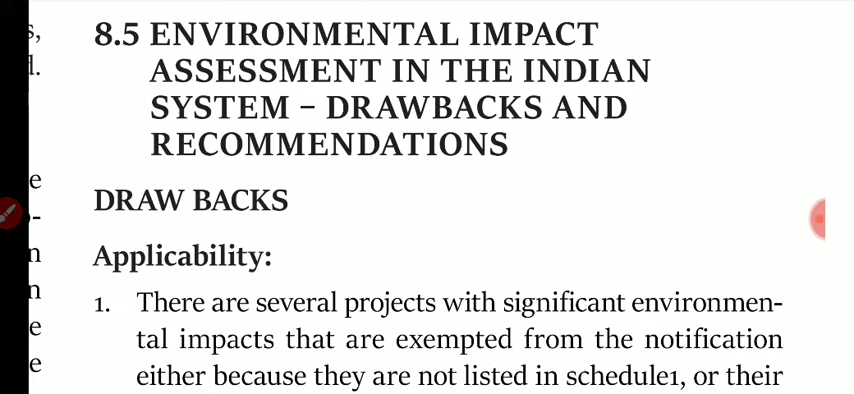 8.5 ENVIRONMENTAL IMPACT
ASSESSMENT IN THE INDIAN
SYSTEM – DRAWBACKS AND
RECOMMENDATIONS
DRAW BACKS
Applicability:
1. There are several projects with significant environmen-
tal impacts that are exempted from the notification
either because they are not listed in schedule1, or their